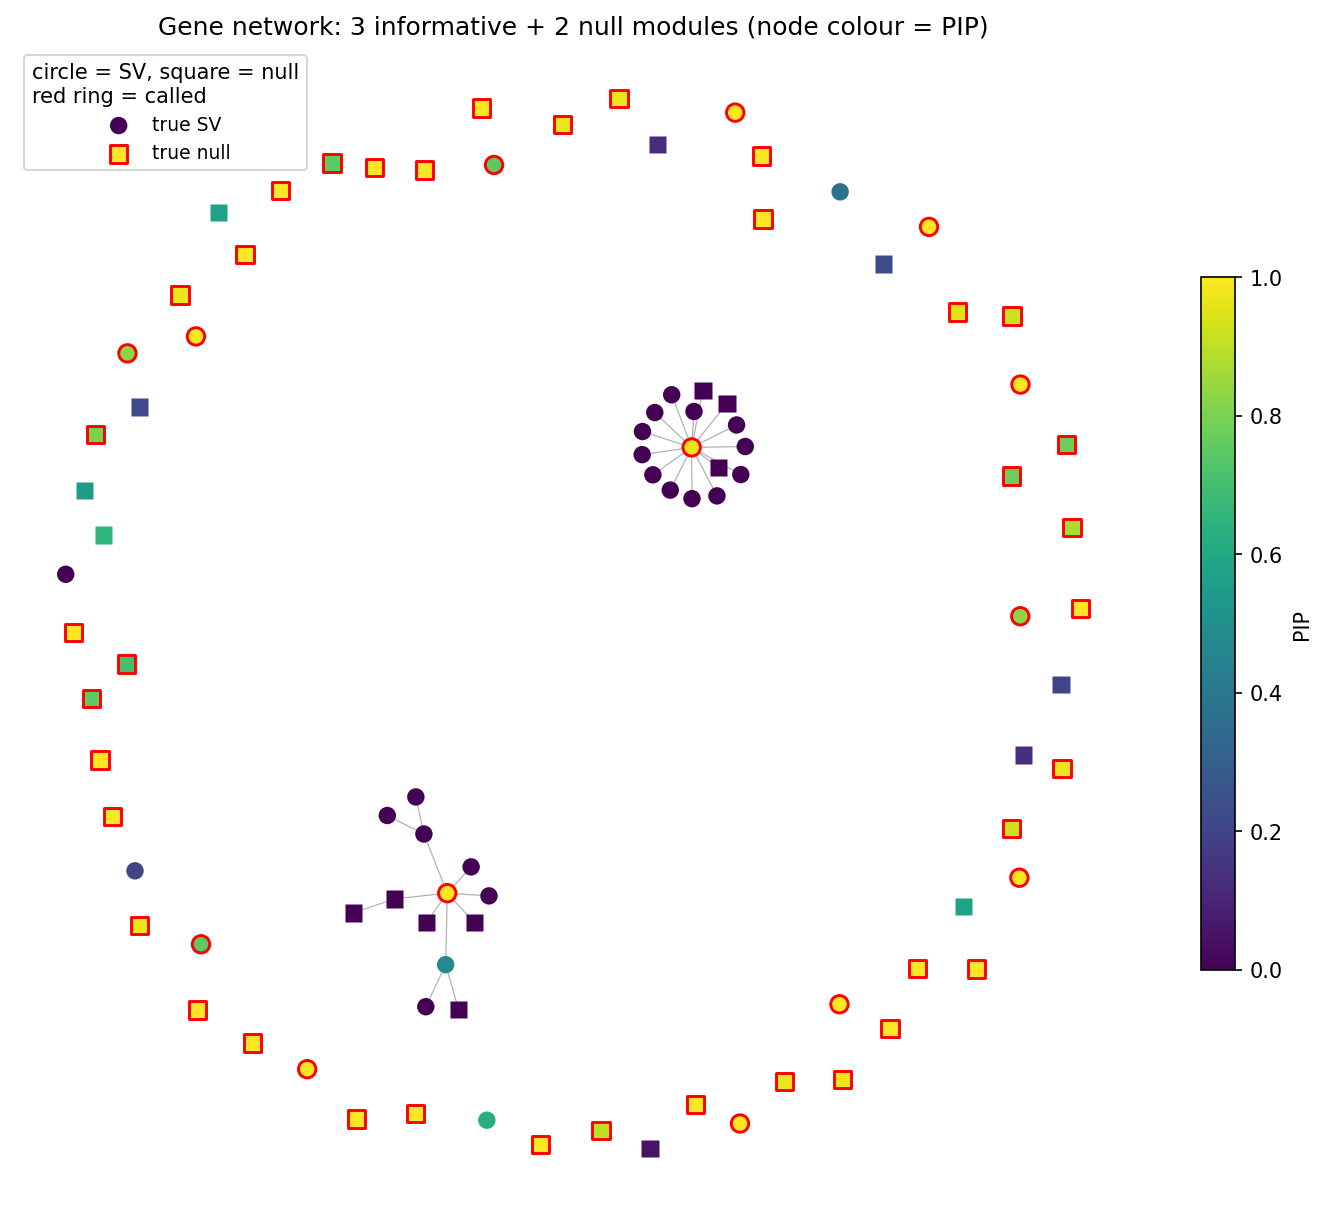 Gene network: 3 informative + 2 null modules (node colour = PIP)
circle = SV, square = null
red ring = called
true SV
true null
1.0
0.8
0.6
0.4
0.2
0.0
PIP